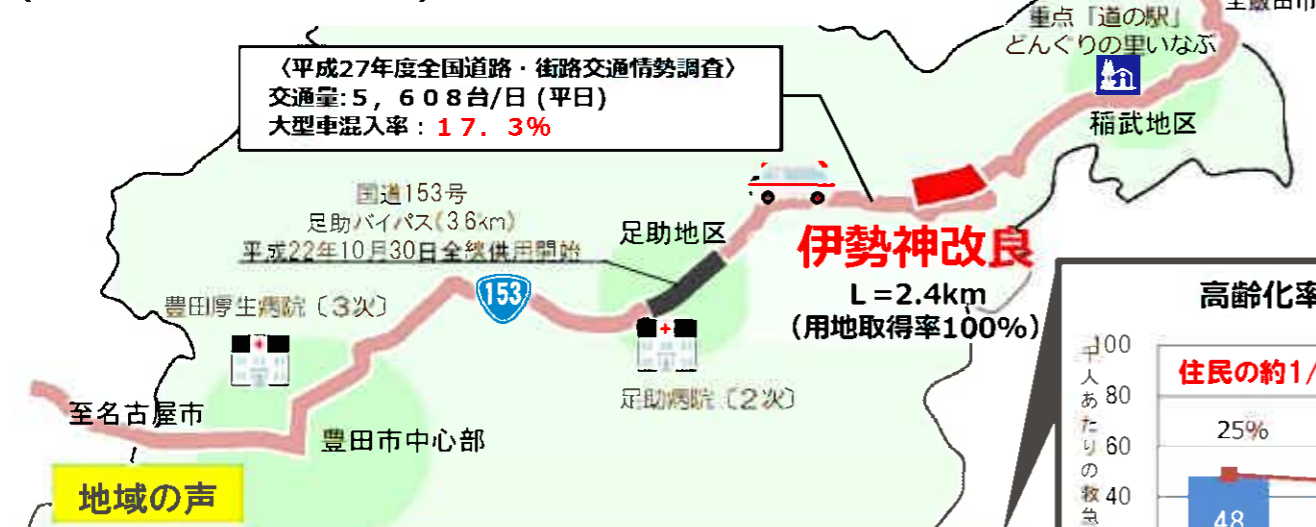 重点「道の駅」
どんぐりの里いなぶ
至飯田市
〈平成27年度全国道路・街路交通情勢調査〉
交通量:5,608台/日(平日)
大型車混入率:17.3%
稲武地区
国道153号
足助バイパス(3.6km)
平成22年10月30日全線供用開始
足助地区
伊勢神改良
L=2.4km
(用地取得率100%)
153
豊田厚生病院〔3次〕
足助病院〔2次〕
至名古屋市
豊田市中心部
地域の声
高齢化率
住民の約1/
千人あたりの救急
100
80
60
40
25%
48